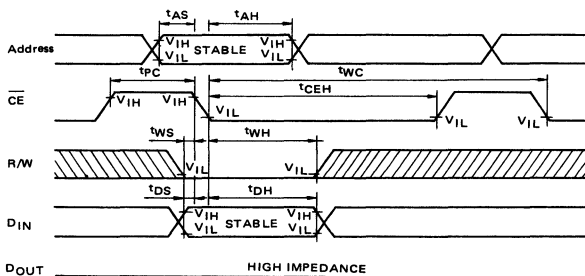 tAS tAH
Address VIH STABLE VIH
VIL VIL
tPC tWC
CE VIH VIH tCEH
VIL VIL VIL
tWS tWH
R/W VIL VIL
tDS tDH
DIN VIH STABLE VIH
VIL VIL
DOUT HIGH IMPEDANCE